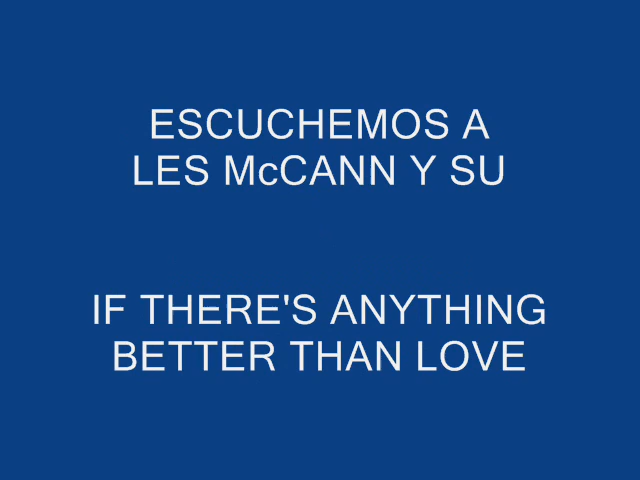 ESCUCHEMOS A
LES McCANN Y SU
IF THERE'S ANYTHING
BETTER THAN LOVE